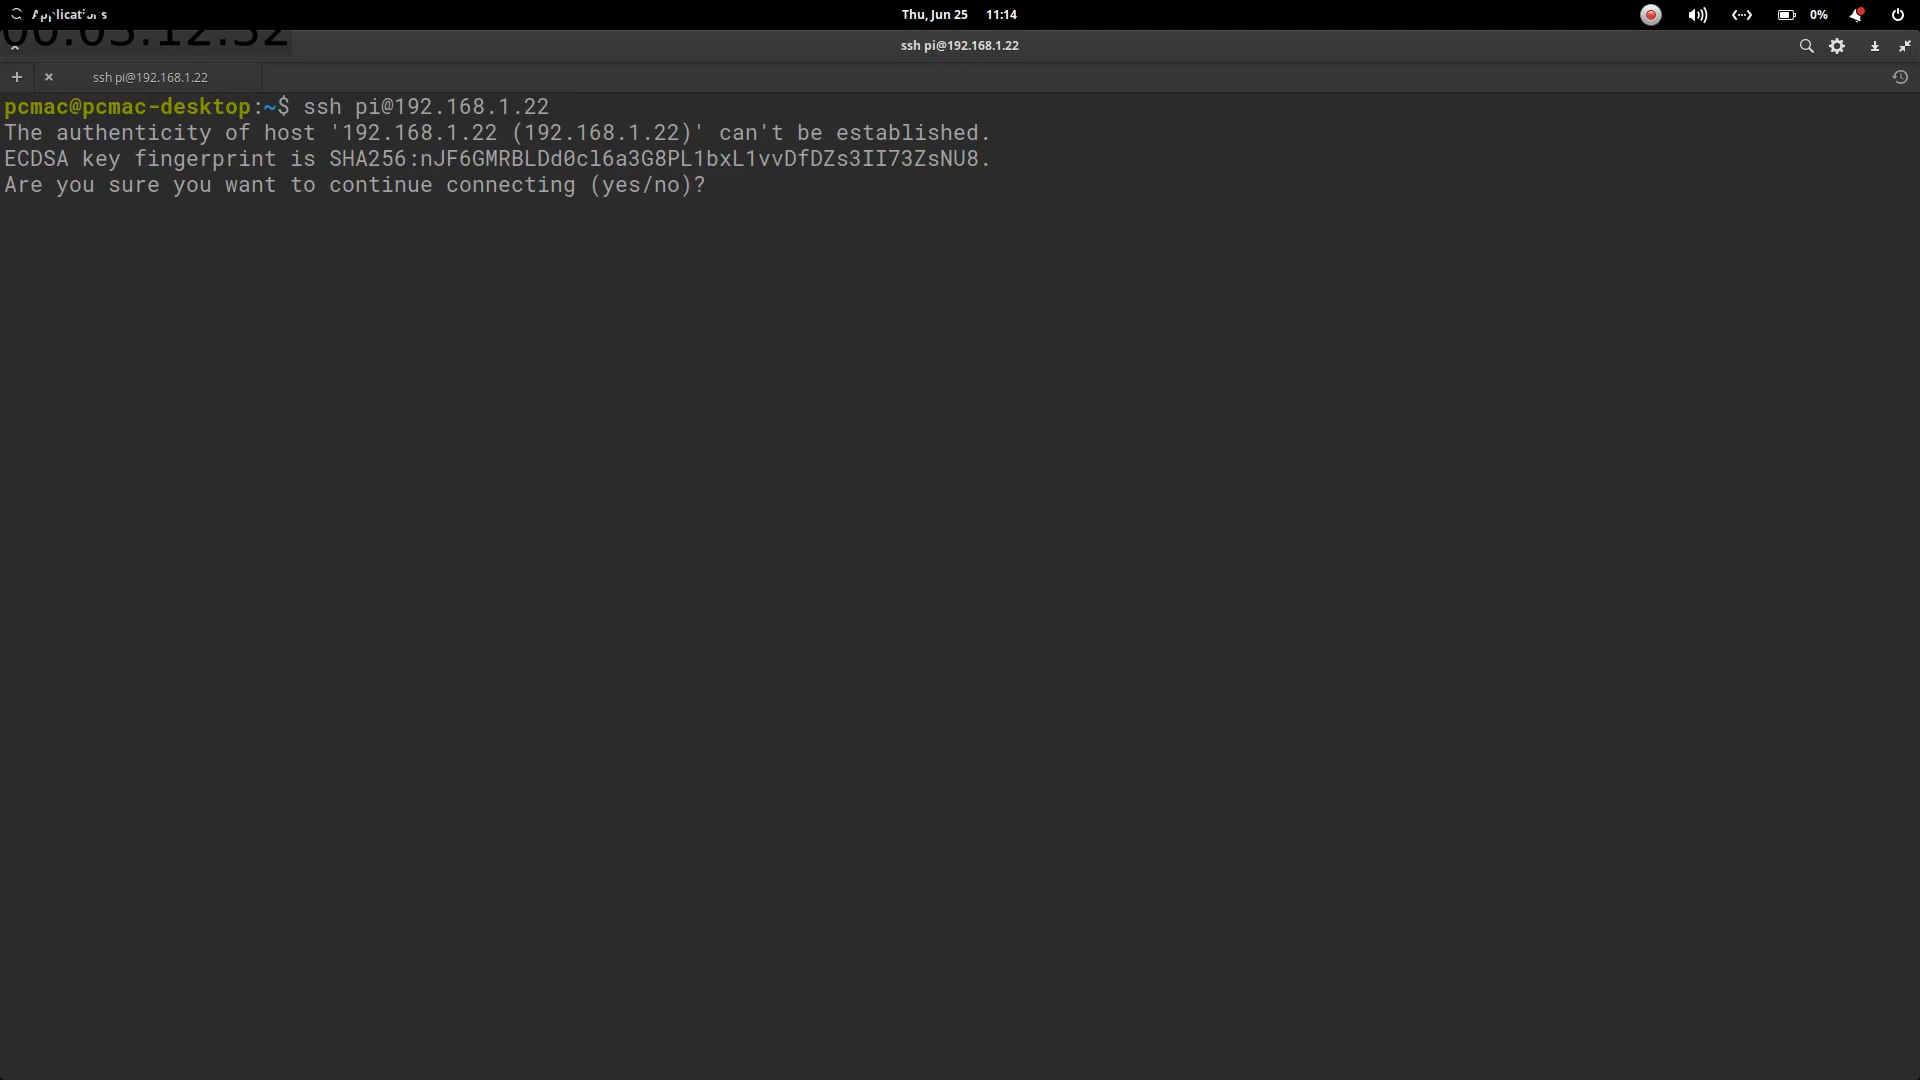 Applications
Thu, Jun 25 11:14
0%
ssh pi@192.168.1.22
ssh pi@192.168.1.22
pcmac@pcmac-desktop:~$ ssh pi@192.168.1.22
The authenticity of host '192.168.1.22 (192.168.1.22)' can't be established.
ECDSA key fingerprint is SHA256:nJF6GMRBLDd0cl6a3G8PL1bxL1vvDfDZs3II73ZsNU8.
Are you sure you want to continue connecting (yes/no)?